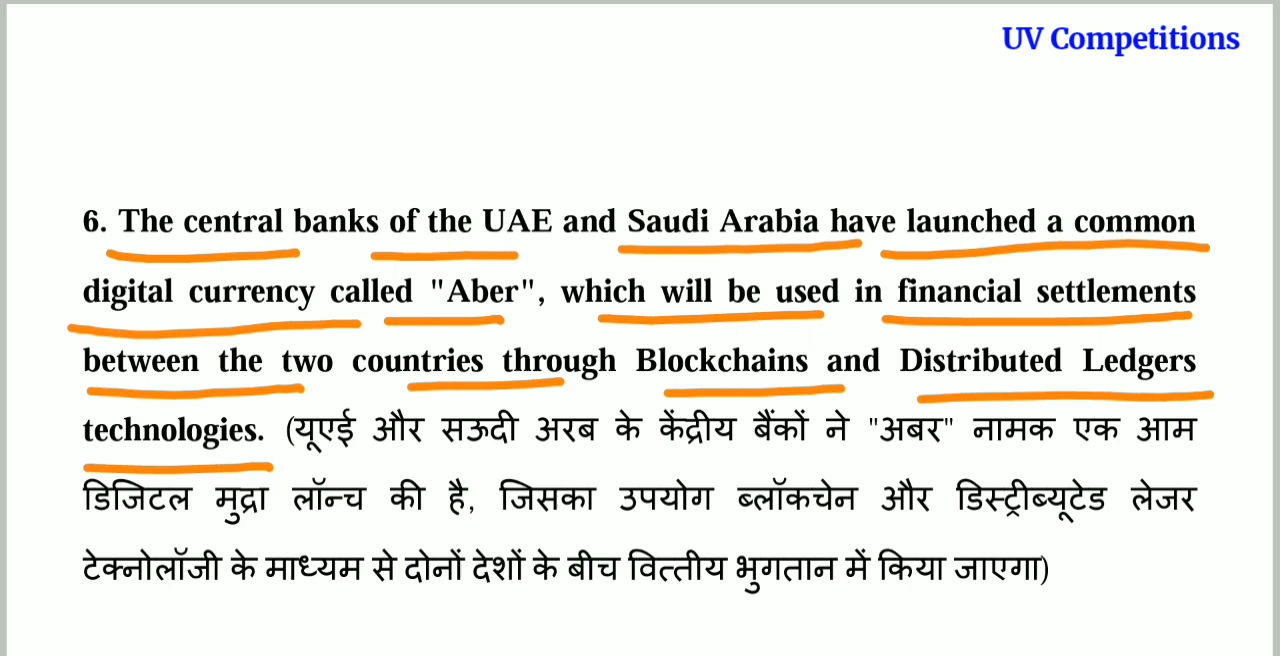 UV Competitions
6. The central banks of the UAE and Saudi Arabia have launched a common
digital currency called "Aber", which will be used in financial settlements
between the two countries through Blockchains and Distributed Ledgers
technologies. (यूएई और सऊदी अरब के केंद्रीय बैंकों ने "अबर" नामक एक आम
डिजिटल मुद्रा लॉन्च की है, जिसका उपयोग ब्लॉकचेन और डिस्ट्रीब्यूटेड लेजर
टेक्नोलॉजी के माध्यम से दोनों देशों के बीच वित्तीय भुगतान में किया जाएगा)